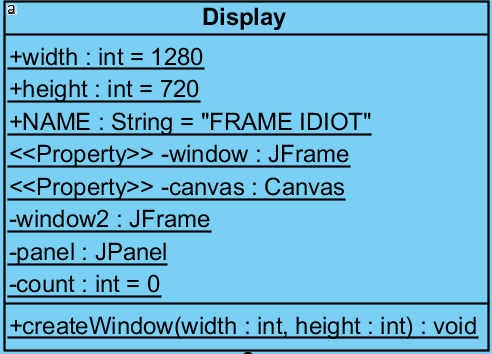 a
Display
+width : int = 1280
+height : int = 720
+NAME : String = "FRAME IDIOT"
<<Property>> -window : JFrame
<<Property>> -canvas : Canvas
-window2 : JFrame
-panel : JPanel
-count : int = 0
+createWindow(width : int, height : int) : void